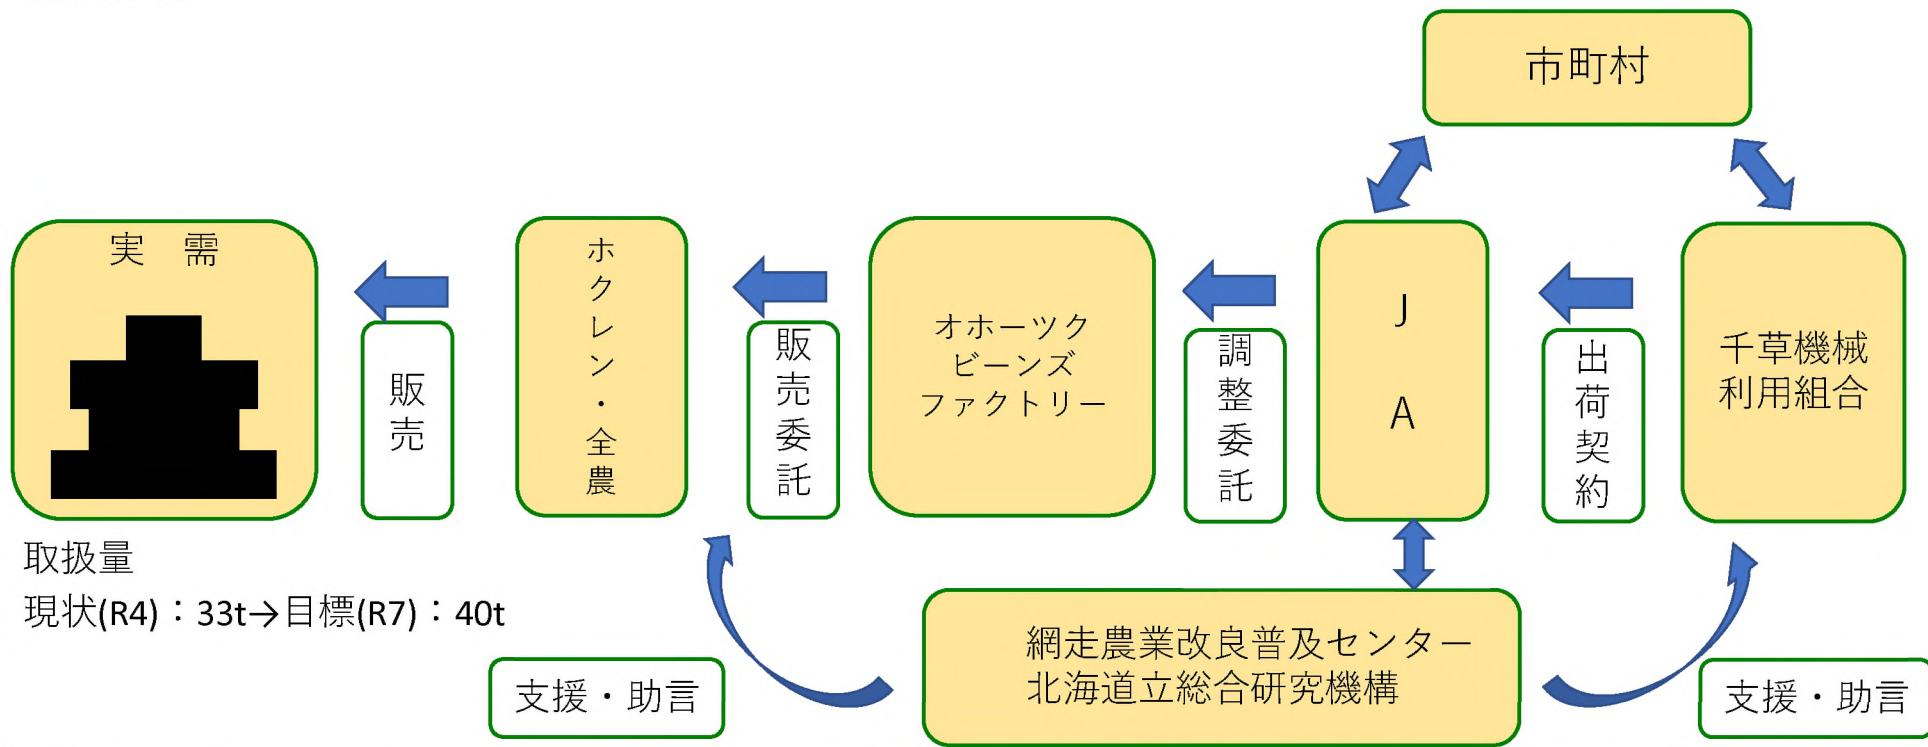 市町村
実　需
販売
ホクレン・全農
販売委託
オホーツク
ビーンズ
ファクトリー
調整委託
JA
出荷契約
千草機械
利用組合
取扱量
現状(R4)：33t→目標(R7)：40t
支援・助言
網走農業改良普及センター
北海道立総合研究機構
支援・助言